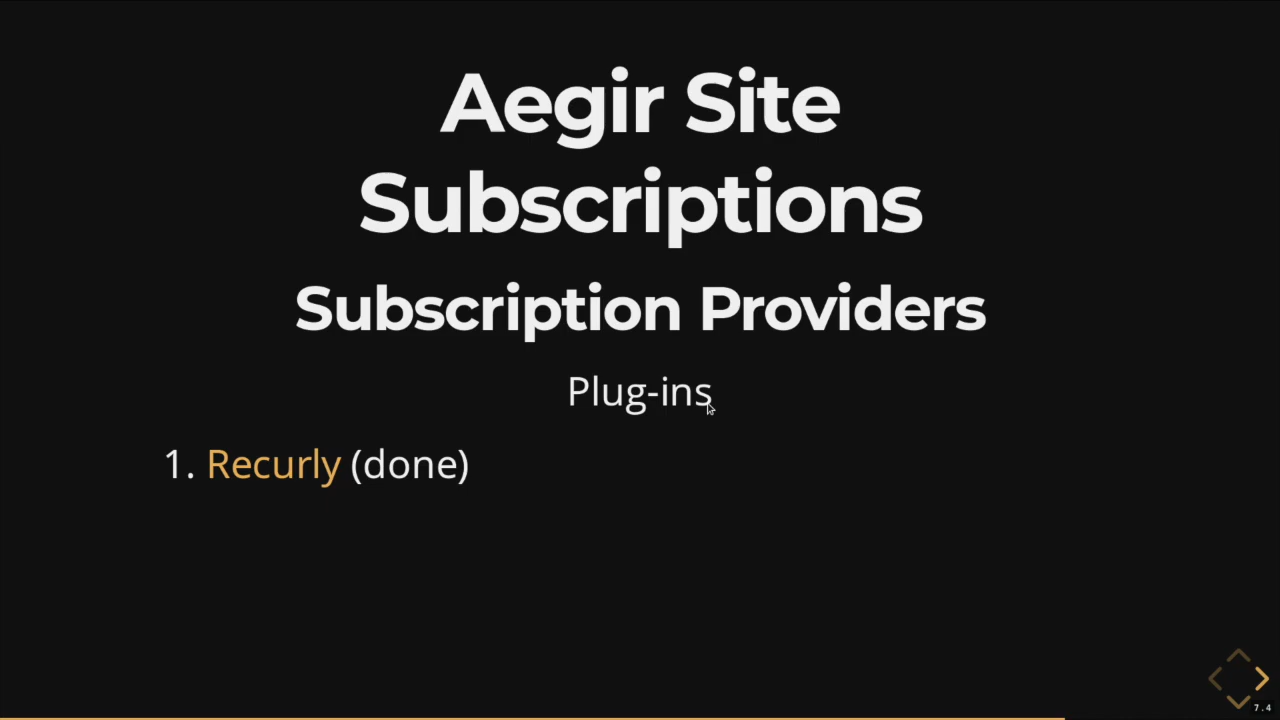 Aegir Site
Subscriptions
Subscription Providers
Plug-ins
1. Recurly (done)
7.4